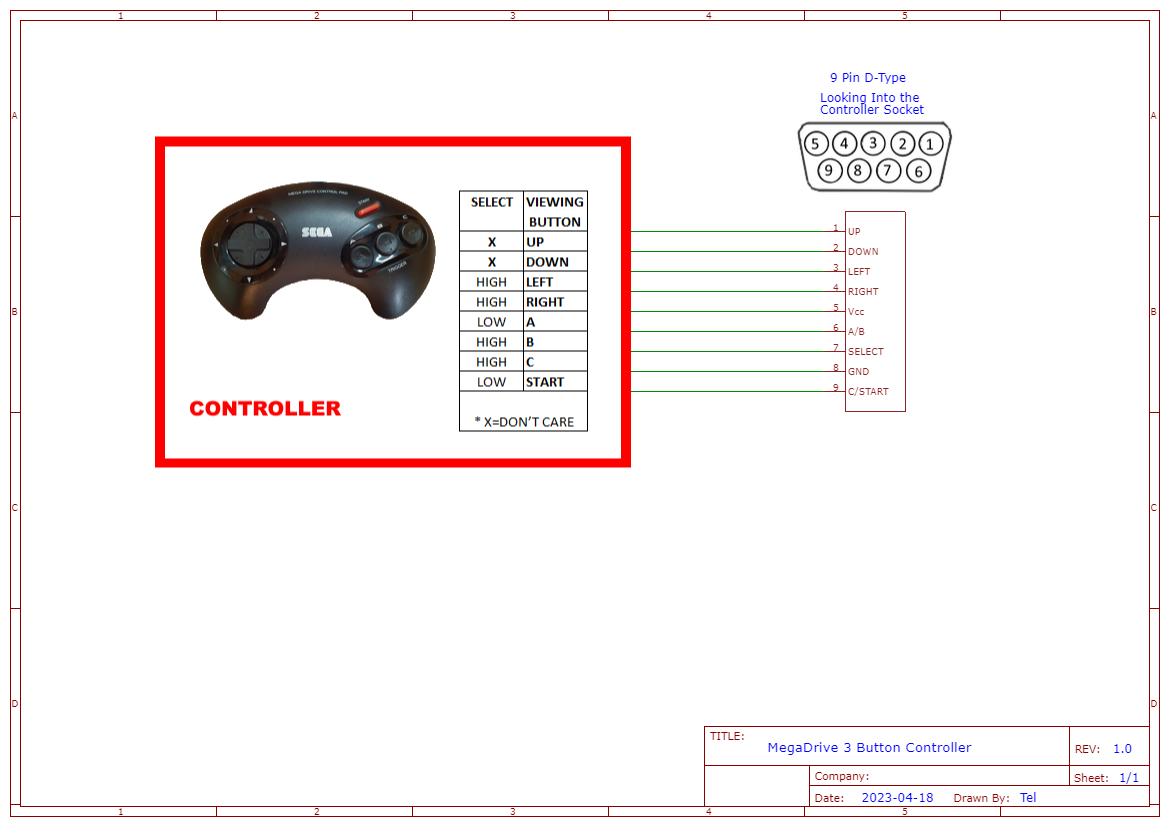 1 2 3 4 5
A A
B B
C C
D D
9 Pin D-Type
Looking Into the
Controller Socket
5 4 3 2 1
9 8 7 6
MEGA DRIVE CONTROL PAD
START
SEGA
A B C
TRIGGER
CONTROLLER
SELECT VIEWING
BUTTON
X UP
X DOWN
HIGH LEFT
HIGH RIGHT
LOW A
HIGH B
HIGH C
LOW START
* X=DON'T CARE
1 UP
2 DOWN
3 LEFT
4 RIGHT
5 Vcc
6 A/B
7 SELECT
8 GND
9 C/START
TITLE:
MegaDrive 3 Button Controller
REV: 1.0
Company:
Sheet: 1/1
Date: 2023-04-18 Drawn By: Tel
1 2 3 4 5